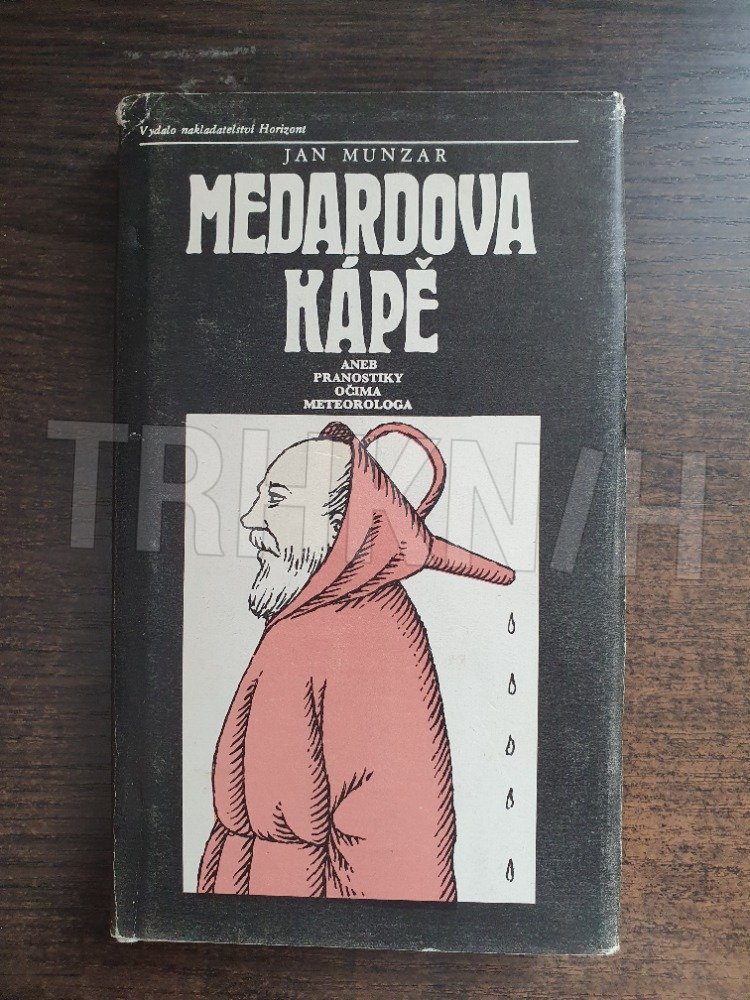 Vydalo nakladatelství Horizont
JAN MUNZAR
MEDARDOVA
KÁPĚ
ANEB
PRANOSTIKY
OČIMA
METEOROLOGA
TRHKNIH